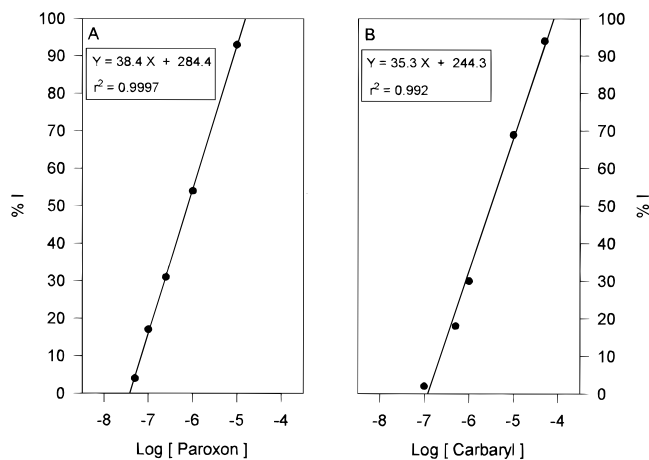 A
Y = 38.4 X + 284.4
r² = 0.9997
100
90
80
70
60
50
40
30
20
10
0
% I
-8 -7 -6 -5 -4
Log [ Paroxon ]
B
Y = 35.3 X + 244.3
r² = 0.992
100
90
80
70
60
50
40
30
20
10
0
% I
-8 -7 -6 -5 -4
Log [ Carbaryl ]